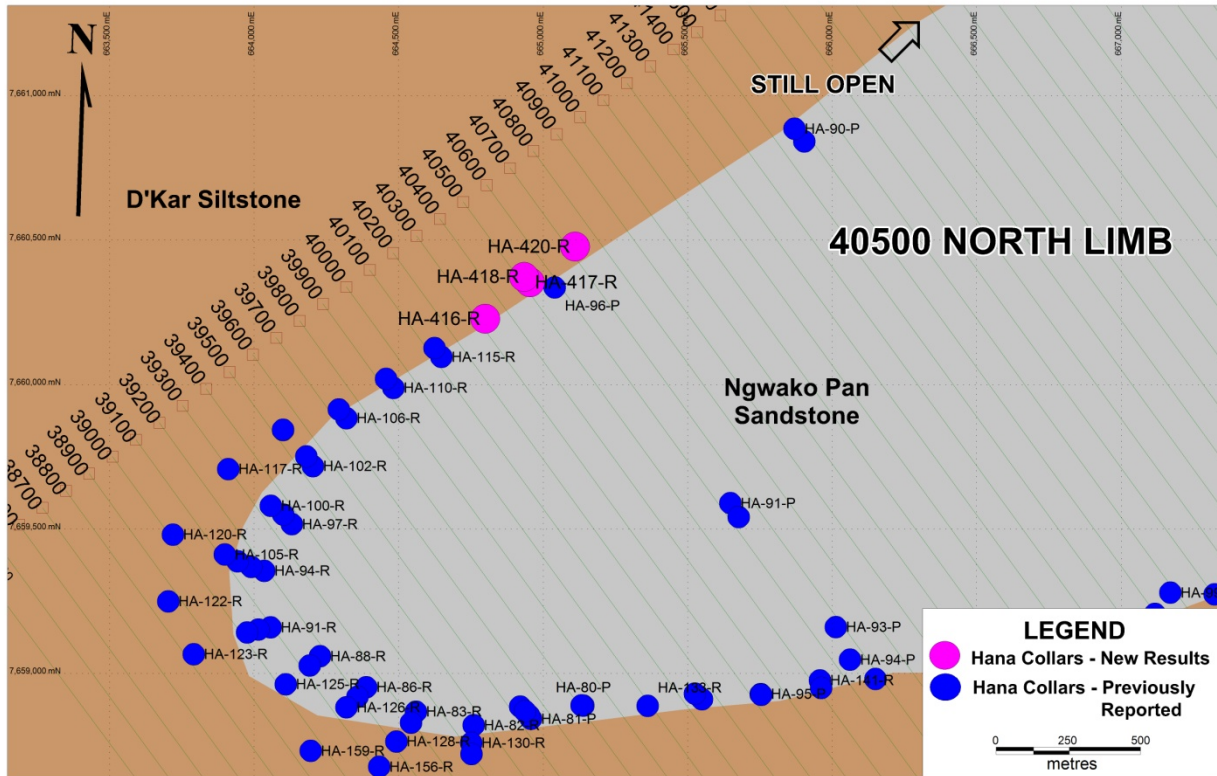 663,500 mE
664,000 mE
664,500 mE
665,000 mE
665,500 mE
666,000 mE
666,500 mE
667,000 mE
N
41400
41300
41200
41100
41000
40900
40800
40700
40600
40500
40400
40300
40200
40100
40000
39900
39800
39700
39600
39500
39400
39300
39200
39100
39000
38900
38800
38700
7,661,000 mN
7,660,500 mN
7,660,000 mN
7,659,500 mN
7,659,000 mN
STILL OPEN
HA-90-P
D'Kar Siltstone
40500 NORTH LIMB
HA-420-R
HA-418-R
HA-417-R
HA-96-P
HA-416-R
HA-115-R
HA-110-R
Ngwako Pan
Sandstone
HA-106-R
HA-117-R
HA-102-R
HA-100-R
HA-97-R
HA-91-P
HA-120-R
HA-105-R
HA-94-R
HA-122-R
HA-91-R
HA-93-P
HA-123-R
HA-88-R
HA-94-P
HA-125-R
HA-86-R
HA-141-R
HA-133-R
HA-95-P
HA-126-R
HA-83-R
HA-80-P
HA-81-P
HA-82-R
HA-128-R
HA-130-R
HA-159-R
HA-156-R
LEGEND
Hana Collars - New Results
Hana Collars - Previously
Reported
0 250 500
metres